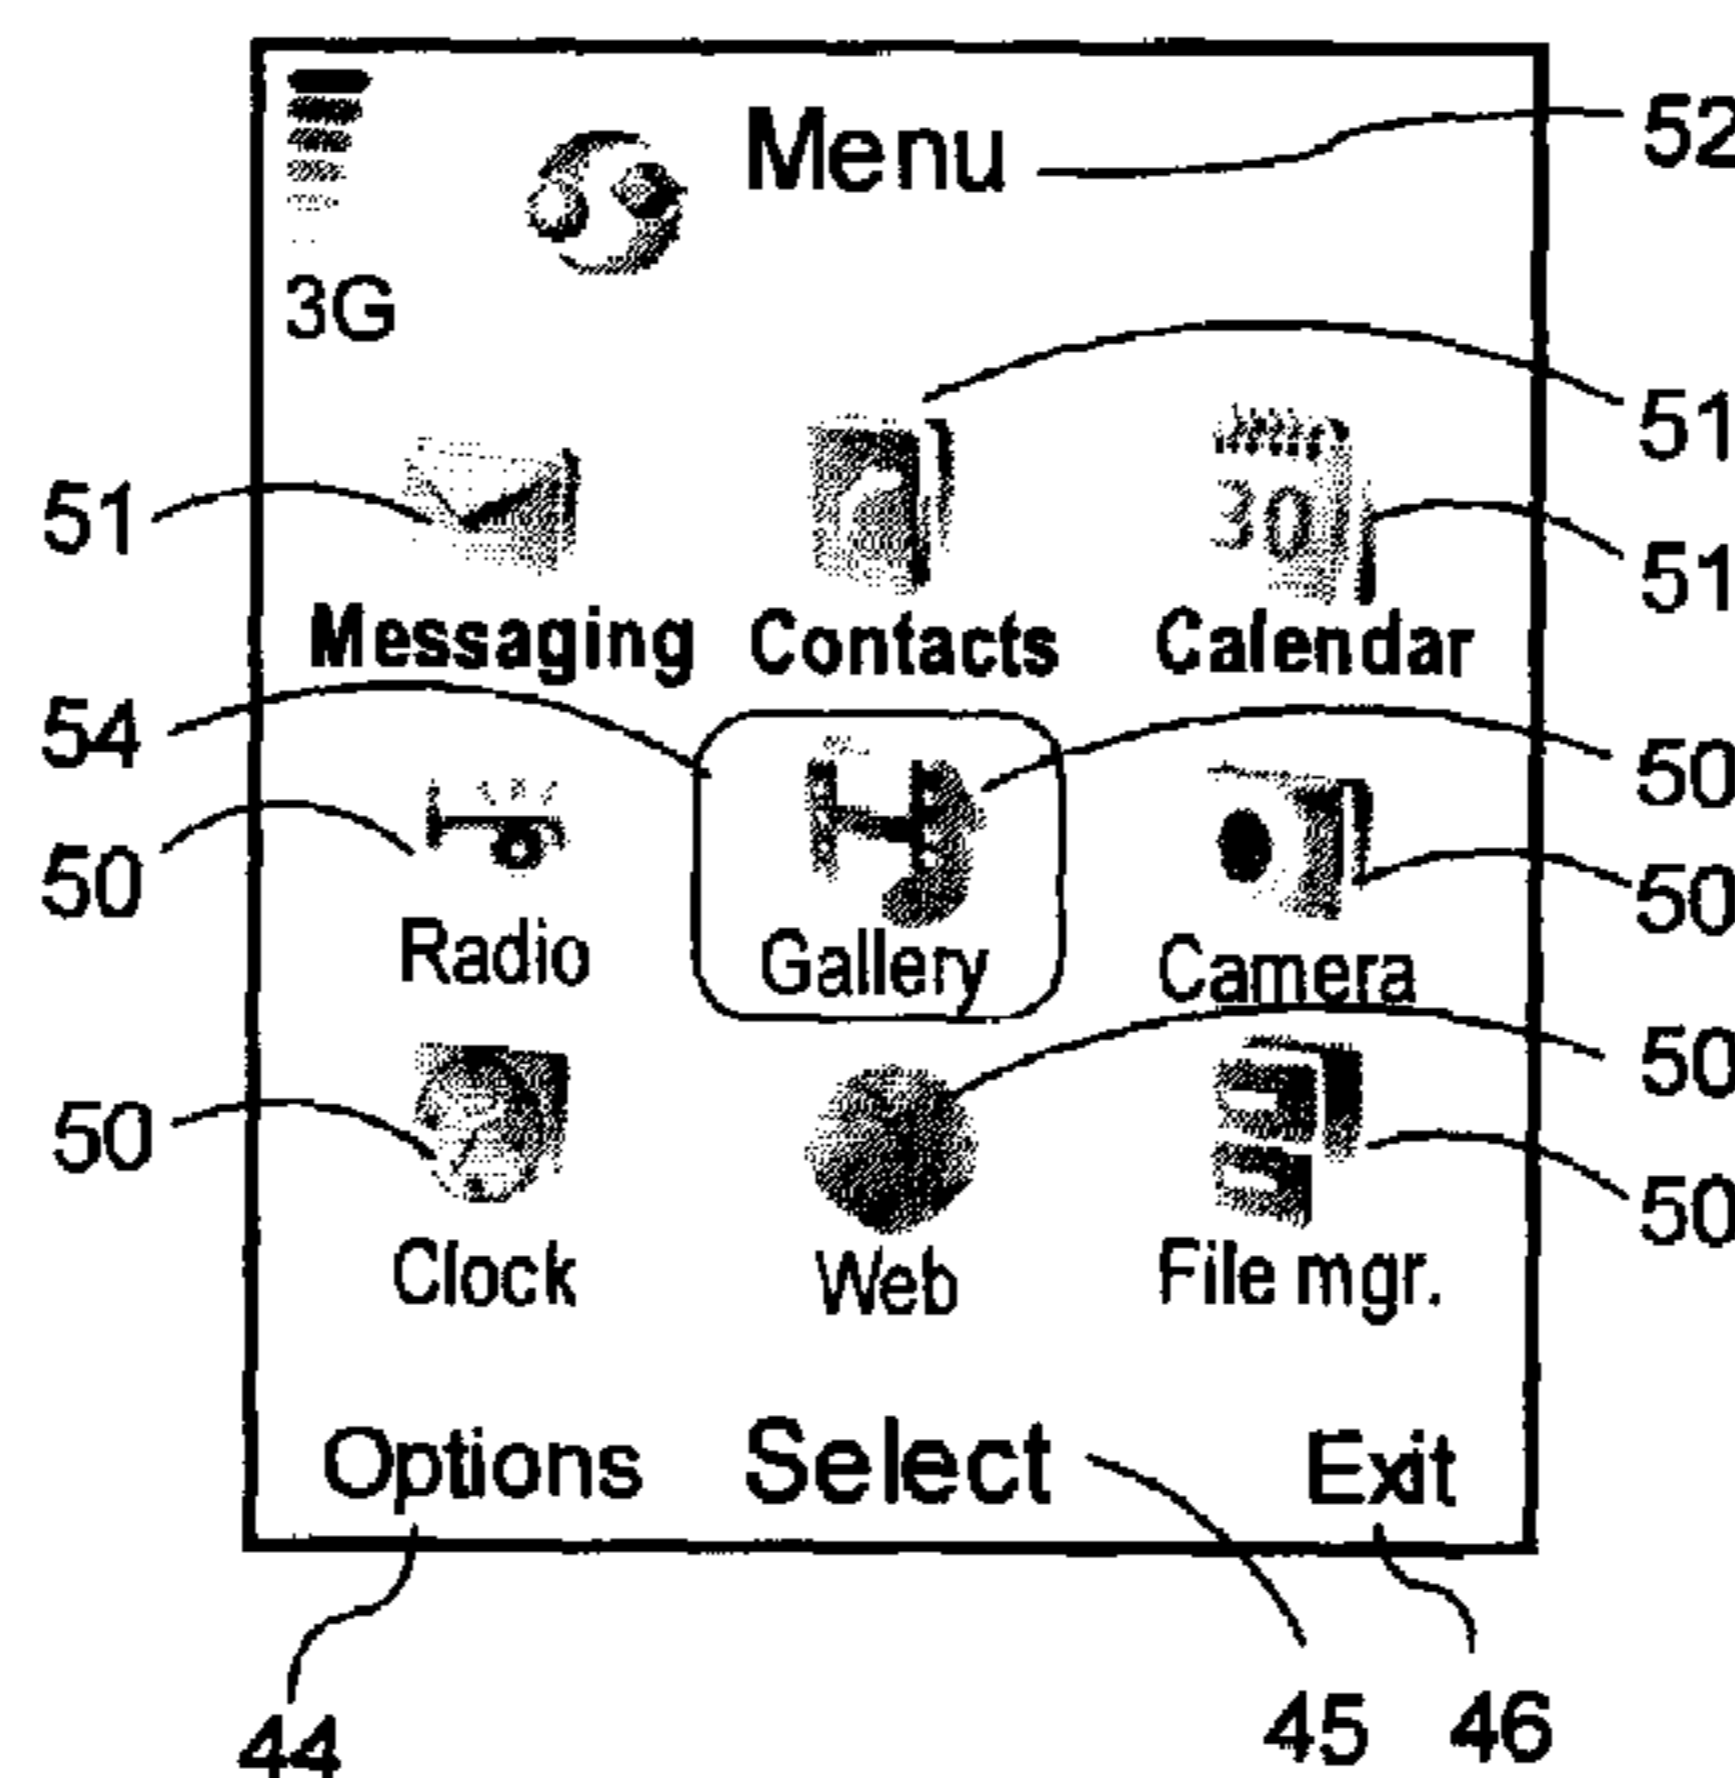 Menu 52
3G
51
30
51 51
Messaging Contacts Calendar
54
50
50 50
Radio Gallery Camera
50
50 50
Clock Web File mgr.
Options Select Exit
44 45 46